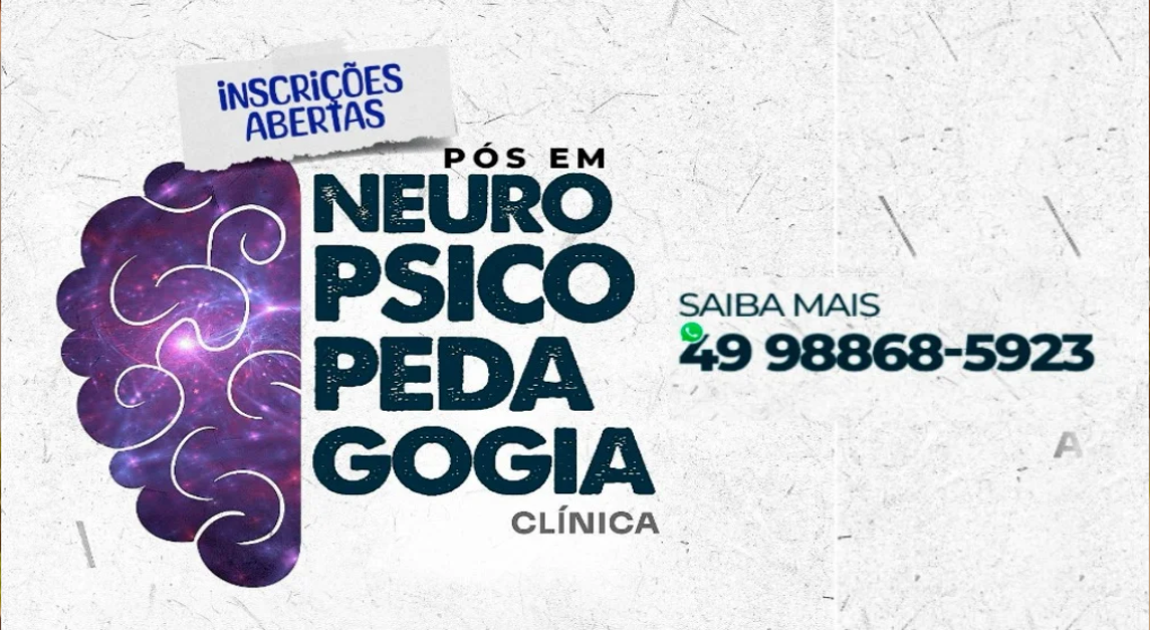 INSCRIÇÕES
ABERTAS
PÓS EM
NEURO
PSICO
PEDA
GOGIA
CLÍNICA
SAIBA MAIS
49 98868-5923
A